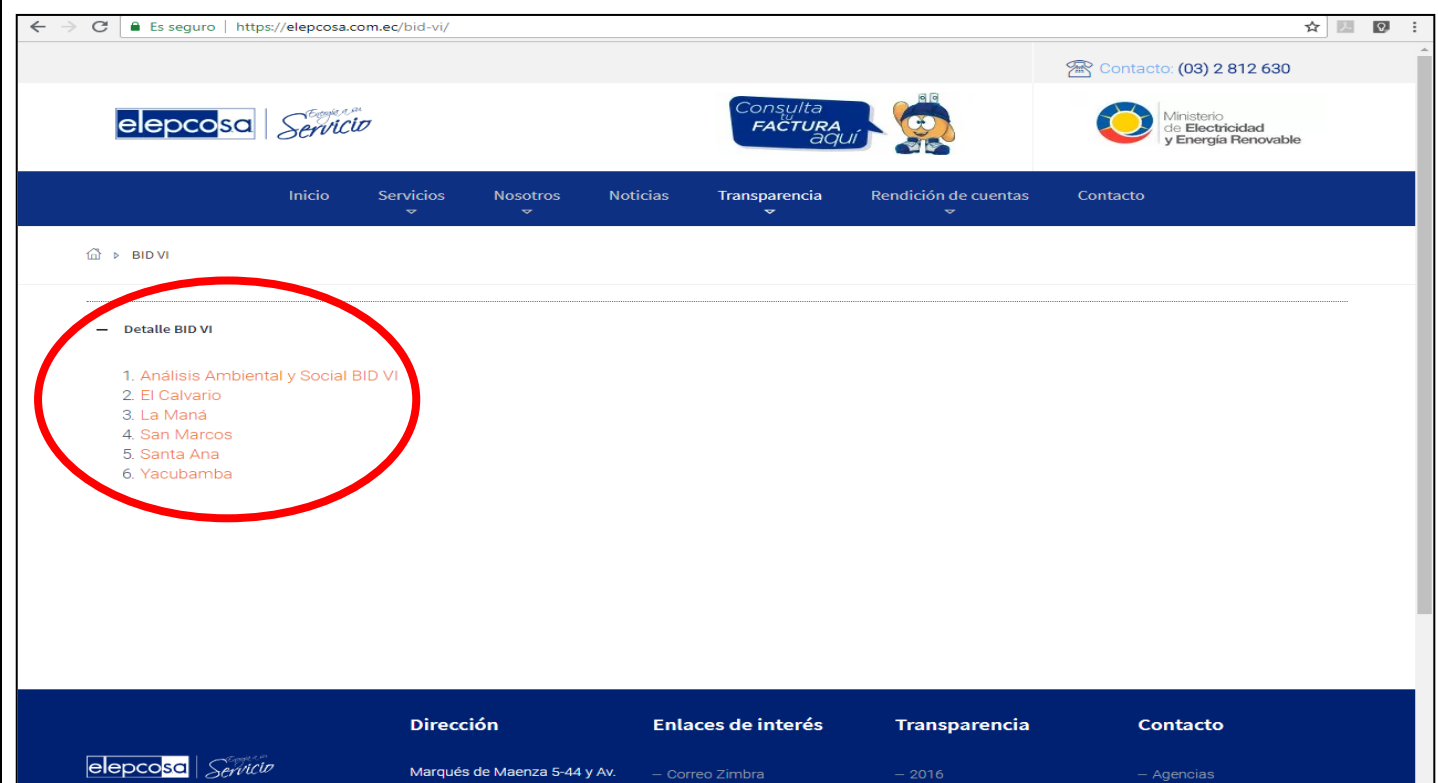 Es seguro | https://elepcosa.com.ec/bid-vi/
Contacto: (03) 2 812 630
elepcosa
Energía a su
Servicio
Consulta
tu
FACTURA
aquí
Ministerio
de Electricidad
y Energía Renovable
Inicio Servicios Nosotros Noticias Transparencia Rendición de cuentas Contacto
BID VI
Detalle BID VI
1. Análisis Ambiental y Social BID VI
2. El Calvario
3. La Maná
4. San Marcos
5. Santa Ana
6. Yacubamba
Dirección Enlaces de interés Transparencia Contacto
elepcosa
Energía a su
Servicio
Marqués de Maenza 5-44 y Av. – Correo Zimbra – 2016 – Agencias